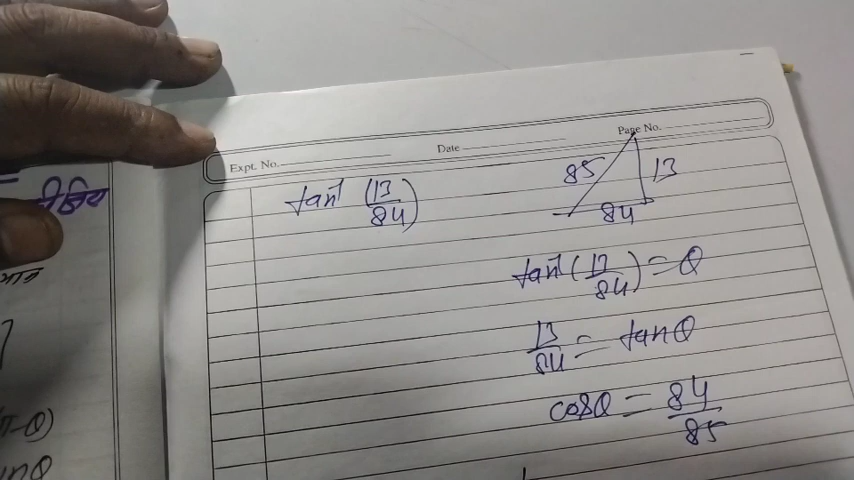 Expt. No.
Date
Page No.
tan⁻¹ (13/84)
85
13
84
tan⁻¹(13/84) = θ
13/84 = tanθ
cosθ = 84/85
]
π-θ)